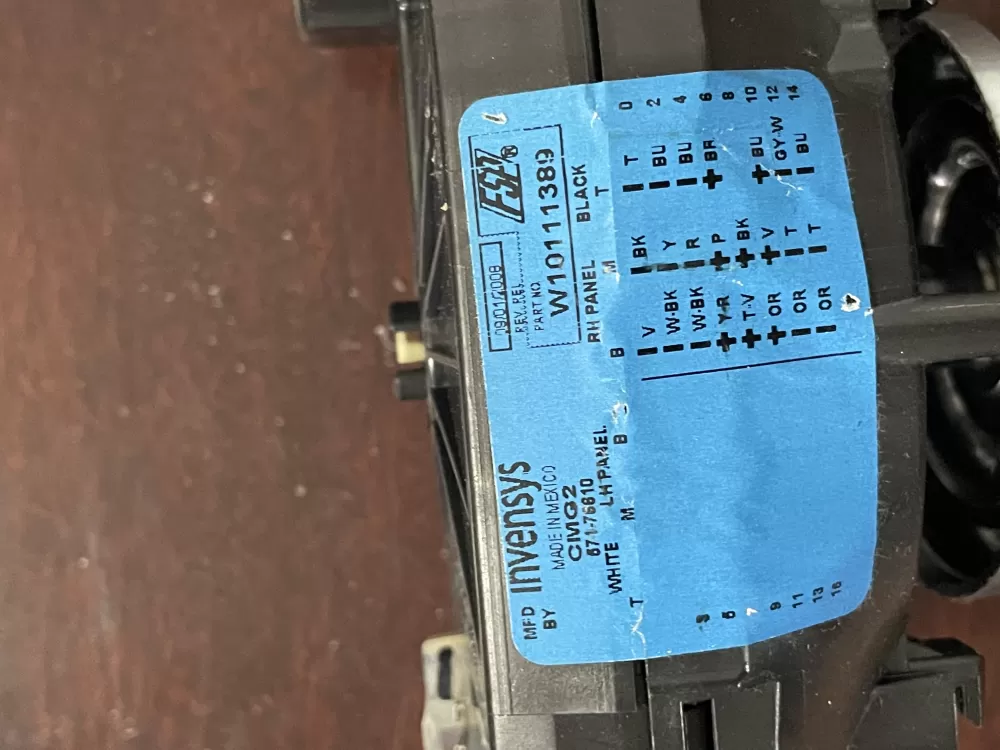 MFD BY invensys
MADE IN MEXICO
CIMG2
571-76610
09/01/2008
REV. REL.
PART NO.
W10111389
FSP®
WHITE LH PANEL RH PANEL BLACK
T M B B M T
V BK T 0
W-BK Y BU 2
W-BK R BU 4
3 Y-R P BR 6
5 T-V BK 8
7 OR V BU 10
9 OR T GY-W 12
11 OR T BU 14
13
15